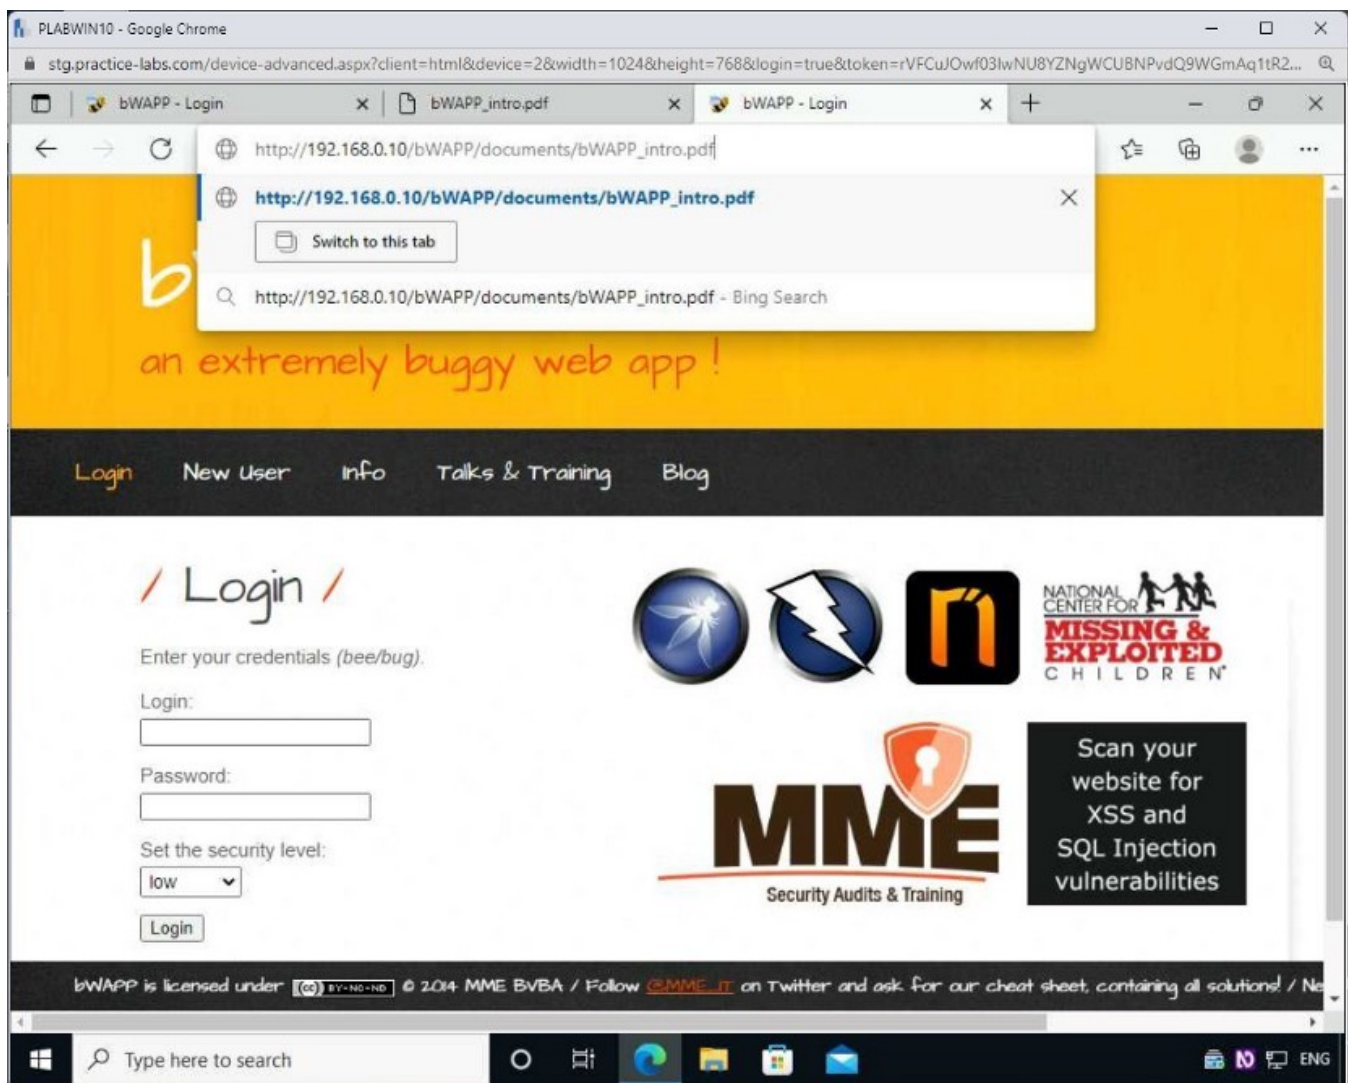 PLABWIN10 - Google Chrome
stg.practice-labs.com/device-advanced.aspx?client=html&device=2&width=1024&height=768&login=true&token=rVFCuJOwf03IwNU8YZNgWCUBNPvdQ9WGmAq1tR2...
bWAPP - Login
bWAPP_intro.pdf
bWAPP - Login
http://192.168.0.10/bWAPP/documents/bWAPP_intro.pdf
http://192.168.0.10/bWAPP/documents/bWAPP_intro.pdf
Switch to this tab
http://192.168.0.10/bWAPP/documents/bWAPP_intro.pdf - Bing Search
an extremely buggy web app !
Login New User Info Talks & Training Blog
/ Login /
Enter your credentials (bee/bug).
Login:
Password:
Set the security level:
low
Login
NATIONAL
CENTER FOR
MISSING &
EXPLOITED
CHILDREN
MME
Security Audits & Training
Scan your
website for
XSS and
SQL Injection
vulnerabilities
bWAPP is licensed under (cc) BY-NC-ND © 2014 MME BVBA / Follow @MME_IT on Twitter and ask for our cheat sheet, containing all solutions! / Ne
Type here to search
ENG